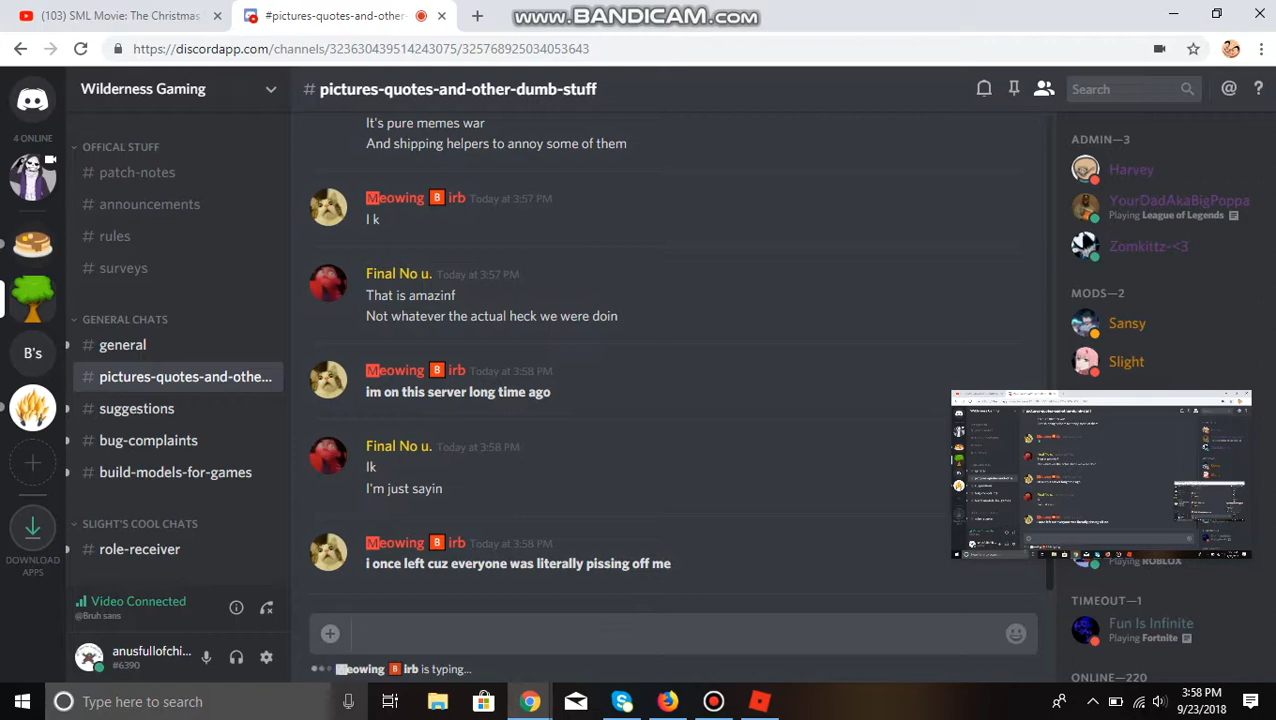 (103) SML Movie: The Christmas
#pictures-quotes-and-other-
www.BANDICAM.com
https://discordapp.com/channels/323630439514243075/325768925034053643
4 ONLINE
B's
DOWNLOAD
APPS
Wilderness Gaming
OFFICAL STUFF
# patch-notes
# announcements
# rules
# surveys
GENERAL CHATS
# general
# pictures-quotes-and-othe...
# suggestions
# bug-complaints
# build-models-for-games
SLIGHT'S COOL CHATS
# role-receiver
Video Connected
@Bruh sans
anusfullofchi...
#6390
# pictures-quotes-and-other-dumb-stuff
Search
It's pure memes war
And shipping helpers to annoy some of them
Meowing B irb Today at 3:57 PM
I k
Final No u. Today at 3:57 PM
That is amazinf
Not whatever the actual heck we were doin
Meowing B irb Today at 3:58 PM
im on this server long time ago
Final No u. Today at 3:58 PM
Ik
I'm just sayin
Meowing B irb Today at 3:58 PM
i once left cuz everyone was literally pissing off me
Meowing B irb is typing...
ADMIN—3
Harvey
YourDadAkaBigPoppa
Playing League of Legends
Zomkittz-<3
MODS—2
Sansy
Slight
ROBLOX
TIMEOUT—1
Fun Is Infinite
Playing Fortnite
ONLINE—220
Type here to search
3:58 PM
9/23/2018